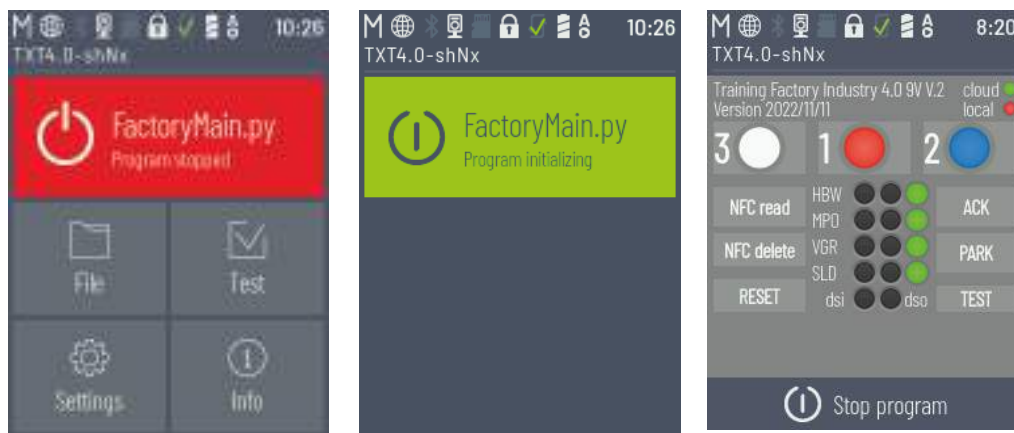 M 10:26
TXT4.0-shNx
FactoryMain.py
Program stopped
File
Test
Settings
Info
M 10:26
TXT4.0-shNx
FactoryMain.py
Program initializing
M 8:20
TXT4.0-shNx
Training Factory Industry 4.0 9V V.2 cloud
Version 2022/11/11 local
3 1 2
NFC read HBW ACK
MPO
NFC delete VGR PARK
SLD
RESET dsi dso TEST
Stop program